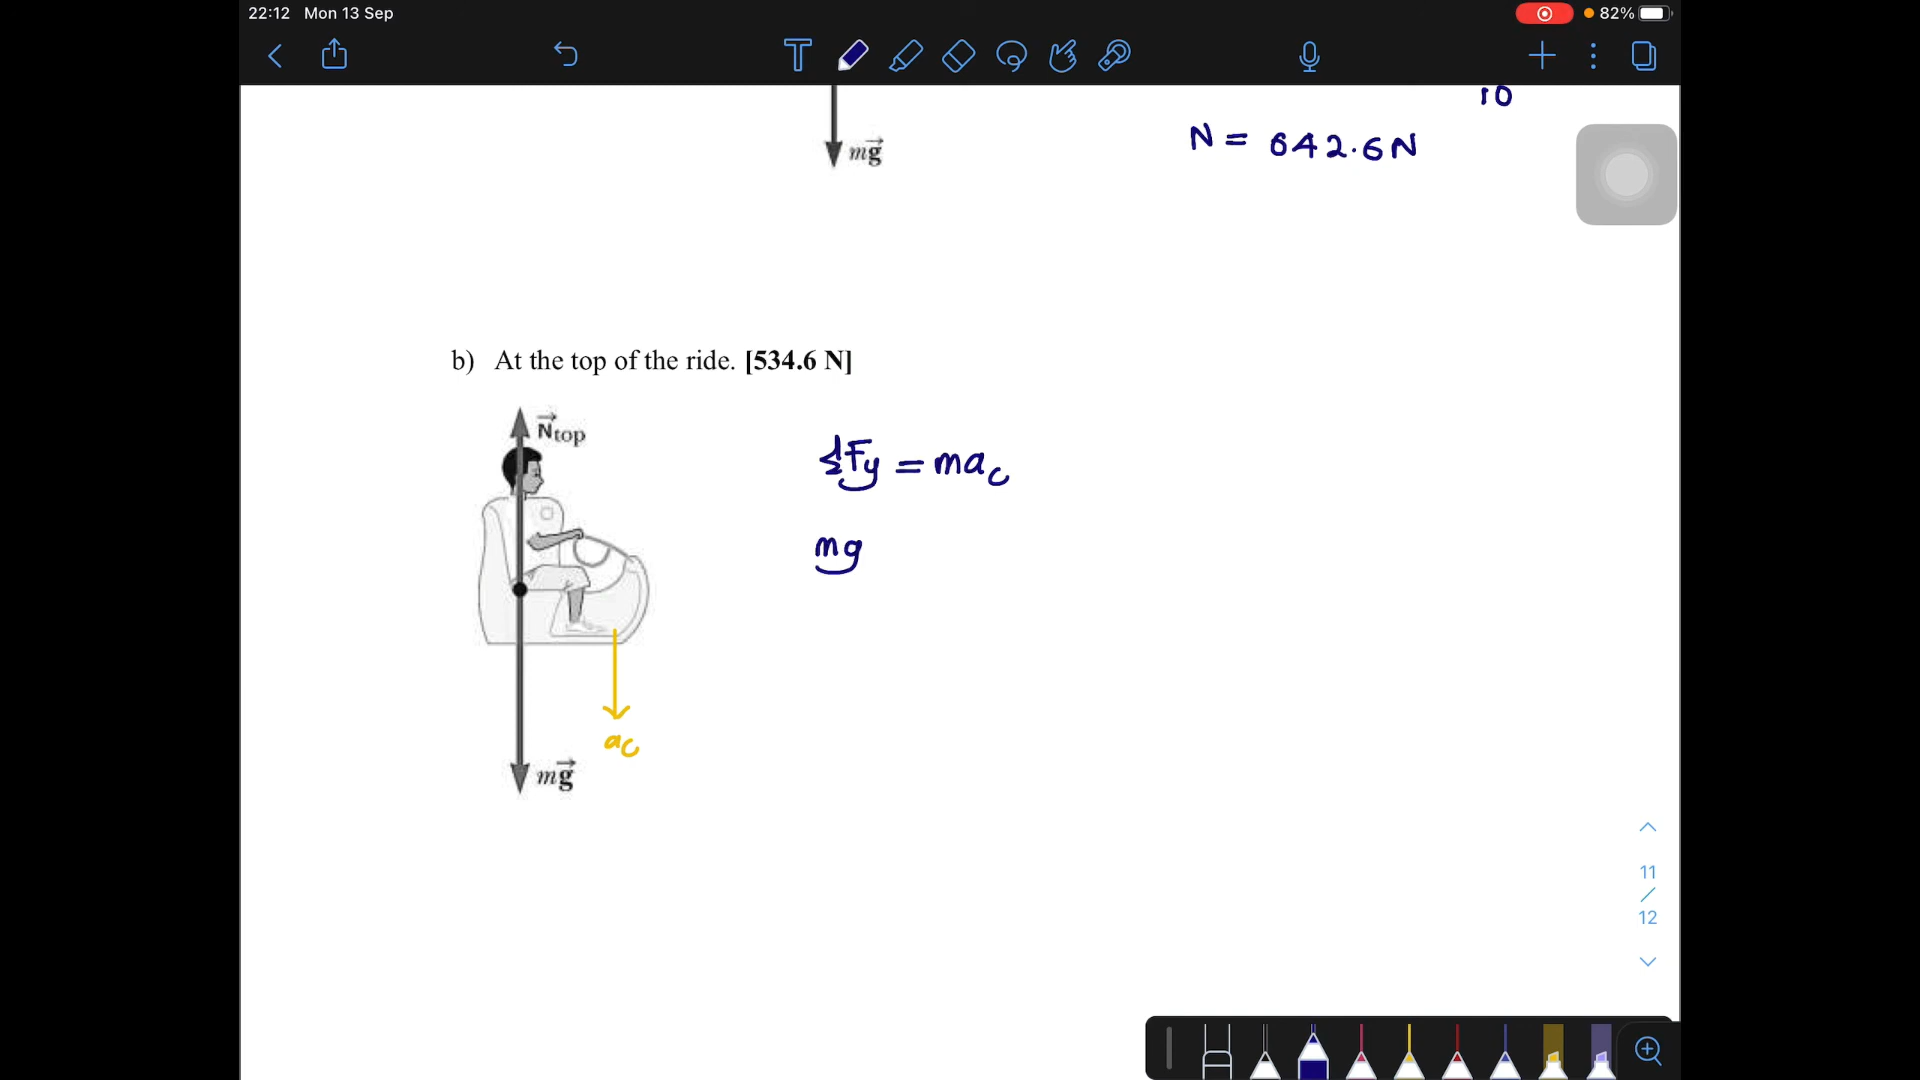 22:12 Mon 13 Sep
82%
T
10
mg
N = 642.6N
b) At the top of the ride. [534.6 N]
N top
ΣFy = mac
mg
ac
mg
11
/
12